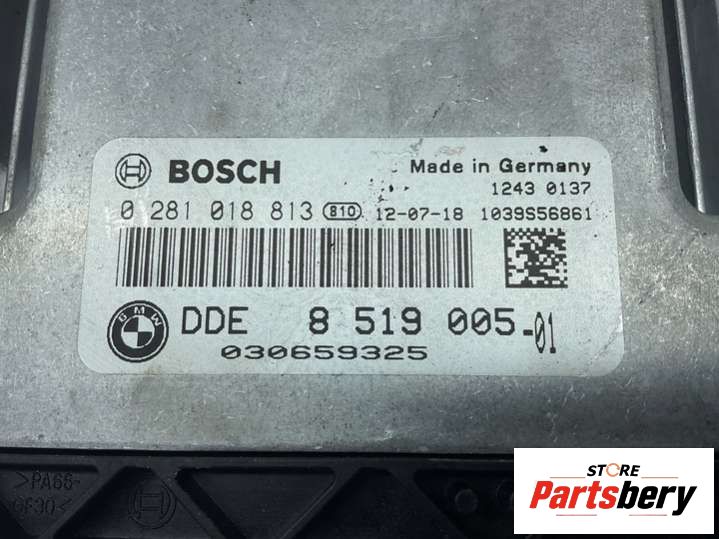 BOSCH
Made in Germany
1243 0137
0 281 018 813 810 12-07-18 1039S56861
BMW
DDE 8 519 005-01
030659325
>PA66-
GF30<
STORE
Partsbery